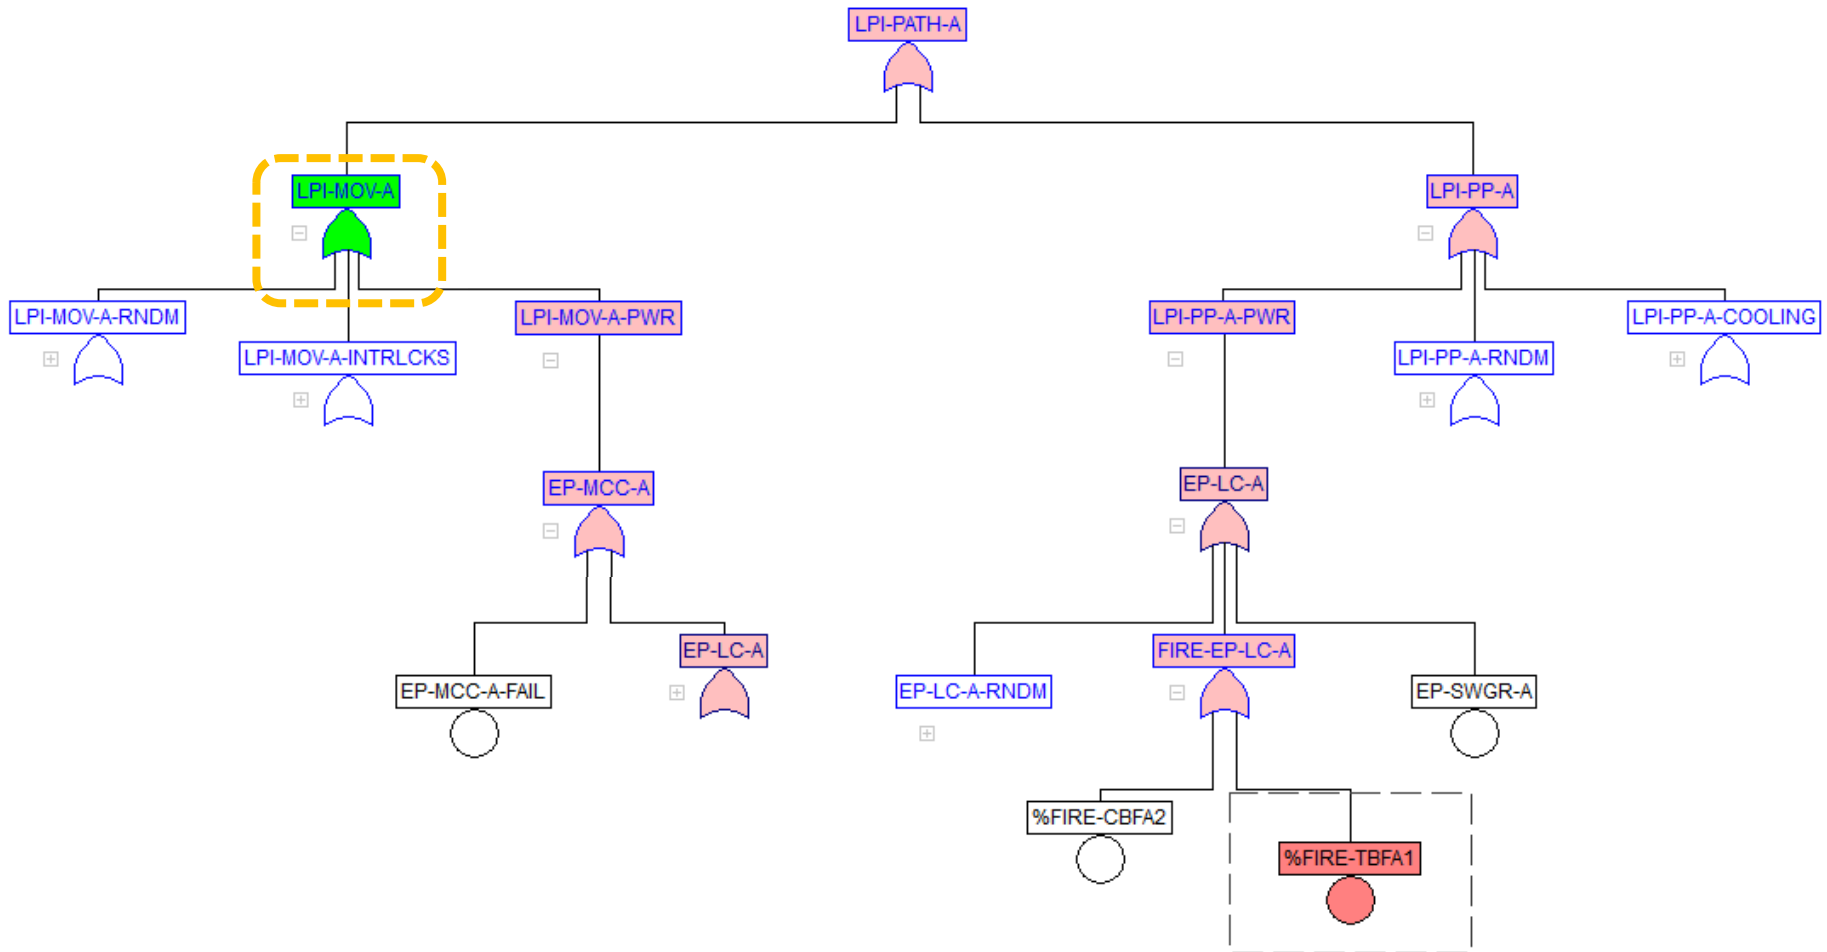 LPI-PATH-A
LPI-MOV-A
LPI-PP-A
LPI-MOV-A-RNDM
LPI-MOV-A-PWR
LPI-PP-A-PWR
LPI-PP-A-COOLING
LPI-MOV-A-INTRLCKS
LPI-PP-A-RNDM
EP-MCC-A
EP-LC-A
EP-LC-A
FIRE-EP-LC-A
EP-MCC-A-FAIL
EP-LC-A-RNDM
EP-SWGR-A
%FIRE-CBFA2
%FIRE-TBFA1